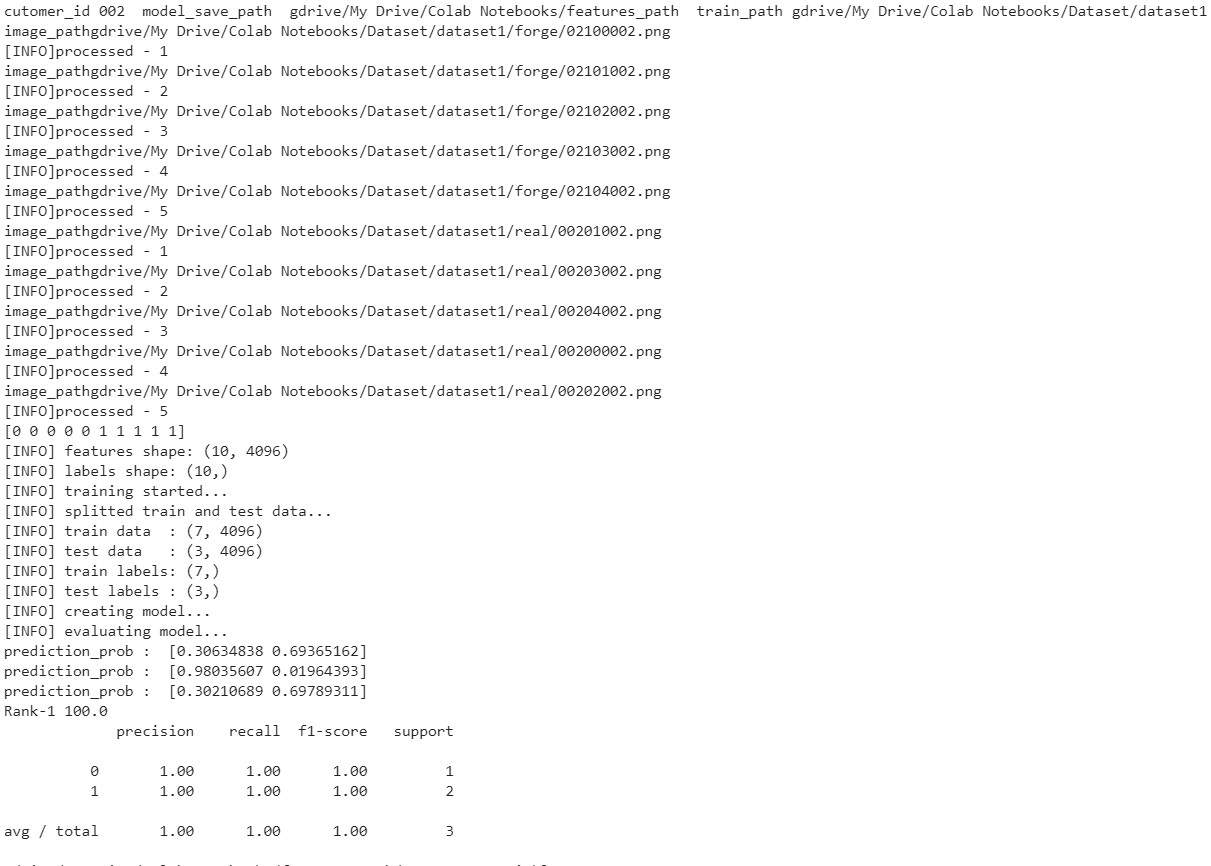 cutomer_id 002  model_save_path  gdrive/My Drive/Colab Notebooks/features_path  train_path gdrive/My Drive/Colab Notebooks/Dataset/dataset1
image_pathgdrive/My Drive/Colab Notebooks/Dataset/dataset1/forge/02100002.png
[INFO]processed - 1
image_pathgdrive/My Drive/Colab Notebooks/Dataset/dataset1/forge/02101002.png
[INFO]processed - 2
image_pathgdrive/My Drive/Colab Notebooks/Dataset/dataset1/forge/02102002.png
[INFO]processed - 3
image_pathgdrive/My Drive/Colab Notebooks/Dataset/dataset1/forge/02103002.png
[INFO]processed - 4
image_pathgdrive/My Drive/Colab Notebooks/Dataset/dataset1/forge/02104002.png
[INFO]processed - 5
image_pathgdrive/My Drive/Colab Notebooks/Dataset/dataset1/real/00201002.png
[INFO]processed - 1
image_pathgdrive/My Drive/Colab Notebooks/Dataset/dataset1/real/00203002.png
[INFO]processed - 2
image_pathgdrive/My Drive/Colab Notebooks/Dataset/dataset1/real/00204002.png
[INFO]processed - 3
image_pathgdrive/My Drive/Colab Notebooks/Dataset/dataset1/real/00200002.png
[INFO]processed - 4
image_pathgdrive/My Drive/Colab Notebooks/Dataset/dataset1/real/00202002.png
[INFO]processed - 5
[0 0 0 0 0 1 1 1 1 1]
[INFO] features shape: (10, 4096)
[INFO] labels shape: (10,)
[INFO] training started...
[INFO] splitted train and test data...
[INFO] train data  : (7, 4096)
[INFO] test data   : (3, 4096)
[INFO] train labels: (7,)
[INFO] test labels : (3,)
[INFO] creating model...
[INFO] evaluating model...
prediction_prob :  [0.30634838 0.69365162]
prediction_prob :  [0.98035607 0.01964393]
prediction_prob :  [0.30210689 0.69789311]
Rank-1 100.0
             precision    recall  f1-score   support
          0       1.00      1.00      1.00         1
          1       1.00      1.00      1.00         2
avg / total       1.00      1.00      1.00         3